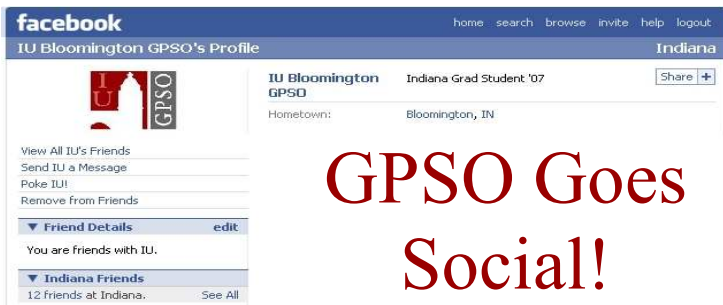 facebook
home search browse invite help logout
IU Bloomington GPSO's Profile
Indiana
IU
GPSO
IU Bloomington
GPSO
Indiana Grad Student '07
Share +
Hometown:
Bloomington, IN
View All IU's Friends
Send IU a Message
Poke IU!
Remove from Friends
▼ Friend Details
edit
You are friends with IU.
▼ Indiana Friends
12 friends at Indiana.
See All
GPSO Goes
Social!